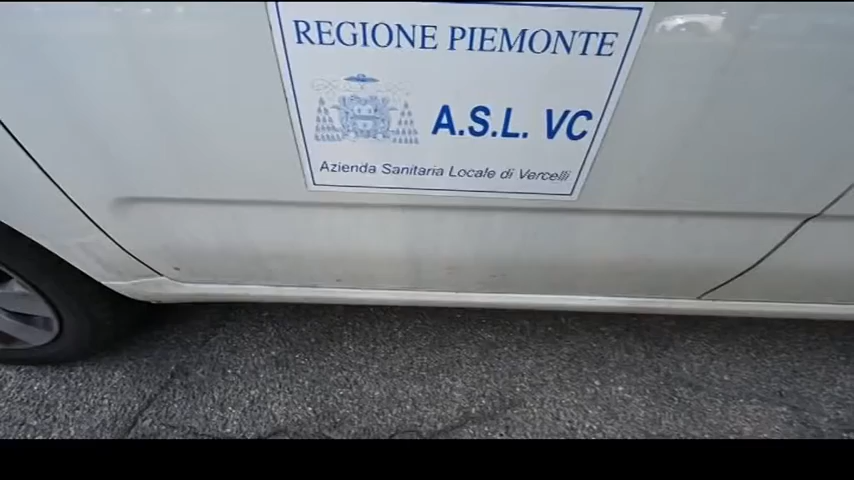 REGIONE PIEMONTE
A.S.L. VC
Azienda Sanitaria Locale di Vercelli